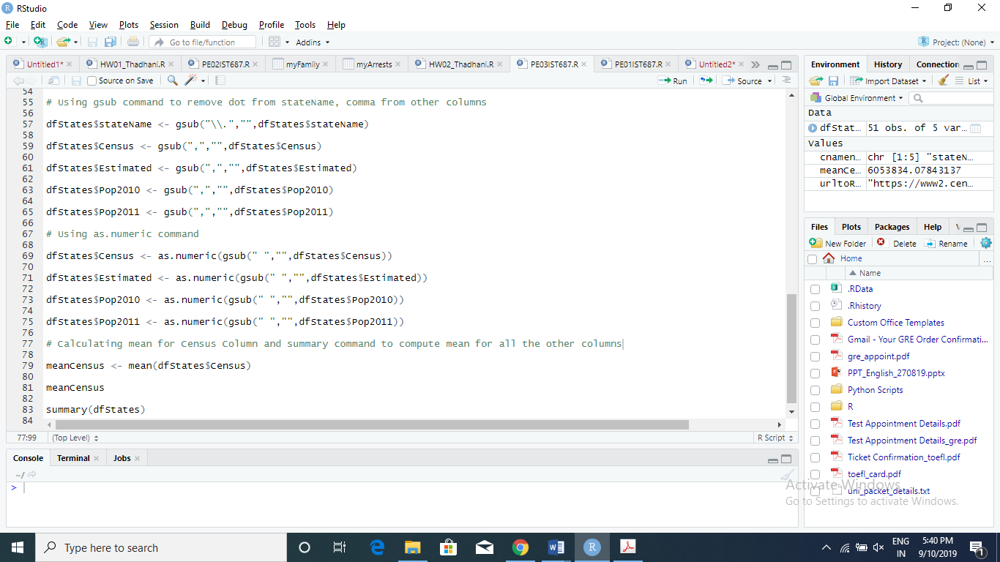 RStudio
File Edit Code View Plots Session Build Debug Profile Tools Help
Go to file/function Addins Project: (None)
Untitled1* HW01_Thadhani.R PE02IST687.R myFamily myArrests HW02_Thadhani.R PE03IST687.R PE01IST687.R Untitled2*
Source on Save Run Source
54
55 # Using gsub command to remove dot from stateName, comma from other columns
56
57 dfStates$stateName <- gsub("\\.","",dfStates$stateName)
58
59 dfStates$Census <- gsub(",","",dfStates$Census)
60
61 dfStates$Estimated <- gsub(",","",dfStates$Estimated)
62
63 dfStates$Pop2010 <- gsub(",","",dfStates$Pop2010)
64
65 dfStates$Pop2011 <- gsub(",","",dfStates$Pop2011)
66
67 # Using as.numeric command
68
69 dfStates$Census <- as.numeric(gsub(" ","",dfStates$Census))
70
71 dfStates$Estimated <- as.numeric(gsub(" ","",dfStates$Estimated))
72
73 dfStates$Pop2010 <- as.numeric(gsub(" ","",dfStates$Pop2010))
74
75 dfStates$Pop2011 <- as.numeric(gsub(" ","",dfStates$Pop2011))
76
77 # Calculating mean for Census Column and summary command to compute mean for all the other columns
78
79 meanCensus <- mean(dfStates$Census)
80
81 meanCensus
82
83 summary(dfStates)
84
77:99 (Top Level) R Script
Console Terminal Jobs
~/
>
Environment History Connection
Import Dataset List
Global Environment
Data
dfStat... 51 obs. of 5 var...
Values
cnamen... chr [1:5] "stateN...
meanCe... 6053834.07843137
urltoR... "https://www2.cen...
Files Plots Packages Help
New Folder Delete Rename
Home ...
Name
.RData
.Rhistory
Custom Office Templates
Gmail - Your GRE Order Confirmati...
gre_appoint.pdf
PPT_English_270819.pptx
Python Scripts
R
Test Appointment Details.pdf
Test Appointment Details_gre.pdf
Ticket Confirmation_toefl.pdf
toefl_card.pdf
uni_packet_details.txt
Activate Windows
Go to Settings to activate Windows.
Type here to search
ENG
IN
5:40 PM
9/10/2019
1